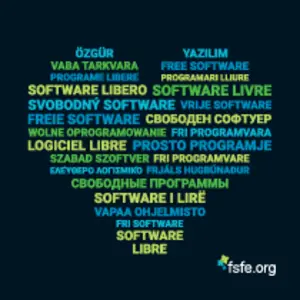 ÖZGÜR YAZILIM
VABA TARKVARA FREE SOFTWARE
PROGRAME LIBERE PROGRAMARI LLIURE
SOFTWARE LIBERO SOFTWARE LIVRE
SVOBODNÝ SOFTWARE VRIJE SOFTWARE
FREIE SOFTWARE СВОБОДЕН СОФТУЕР
WOLNE OPROGRAMOWANIE FRI PROGRAMVARA
LOGICIEL LIBRE PROSTO PROGRAMJE
SZABAD SZOFTVER FRI PROGRAMVARE
ΕΛΕΥΘΕΡΟ ΛΟΓΙΣΜΙΚΟ FRJÁLS HUGBÚNAÐUR
СВОБОДНЫЕ ПРОГРАММЫ
SOFTWARE I LIRË
VAPAA OHJELMISTO
FRI SOFTWARE
SOFTWARE
LIBRE
fsfe.org